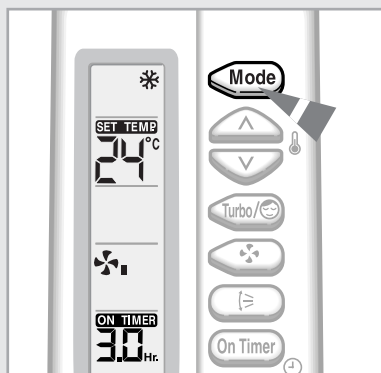 Mode
SET TEMP
24°C
Turbo/
ON TIMER
3.0Hr.
On Timer